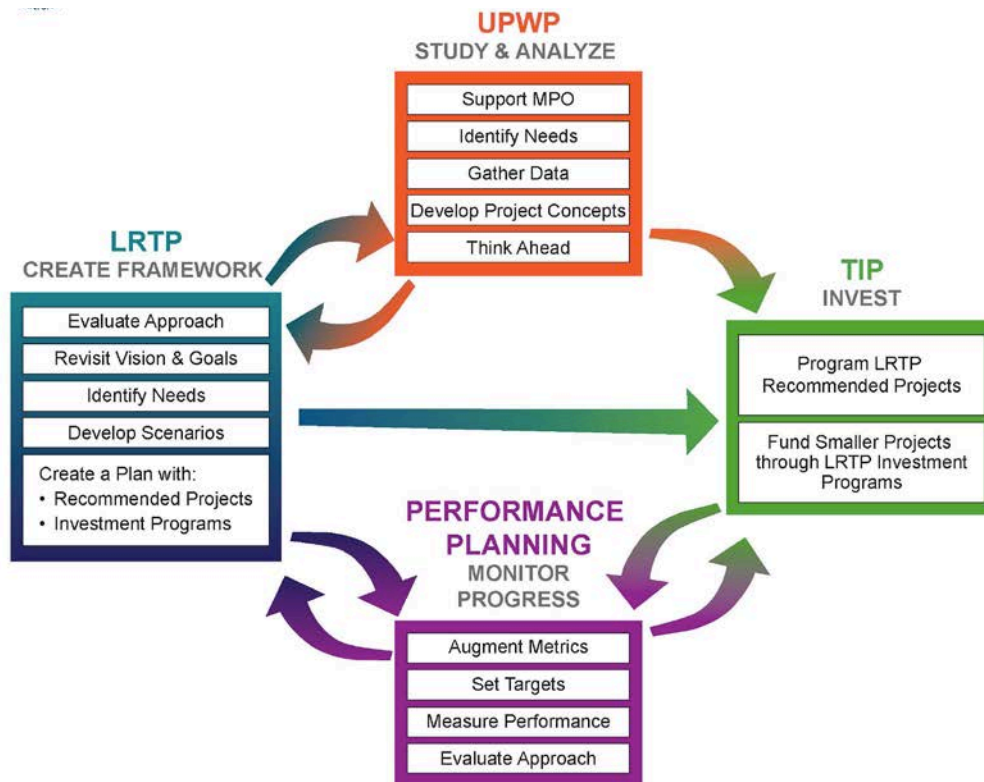 UPWP
STUDY & ANALYZE
Support MPO
Identify Needs
Gather Data
Develop Project Concepts
Think Ahead
LRTP
CREATE FRAMEWORK
Evaluate Approach
Revisit Vision & Goals
Identify Needs
Develop Scenarios
Create a Plan with:
• Recommended Projects
• Investment Programs
TIP
INVEST
Program LRTP
Recommended Projects
Fund Smaller Projects
through LRTP Investment
Programs
PERFORMANCE
PLANNING
MONITOR
PROGRESS
Augment Metrics
Set Targets
Measure Performance
Evaluate Approach